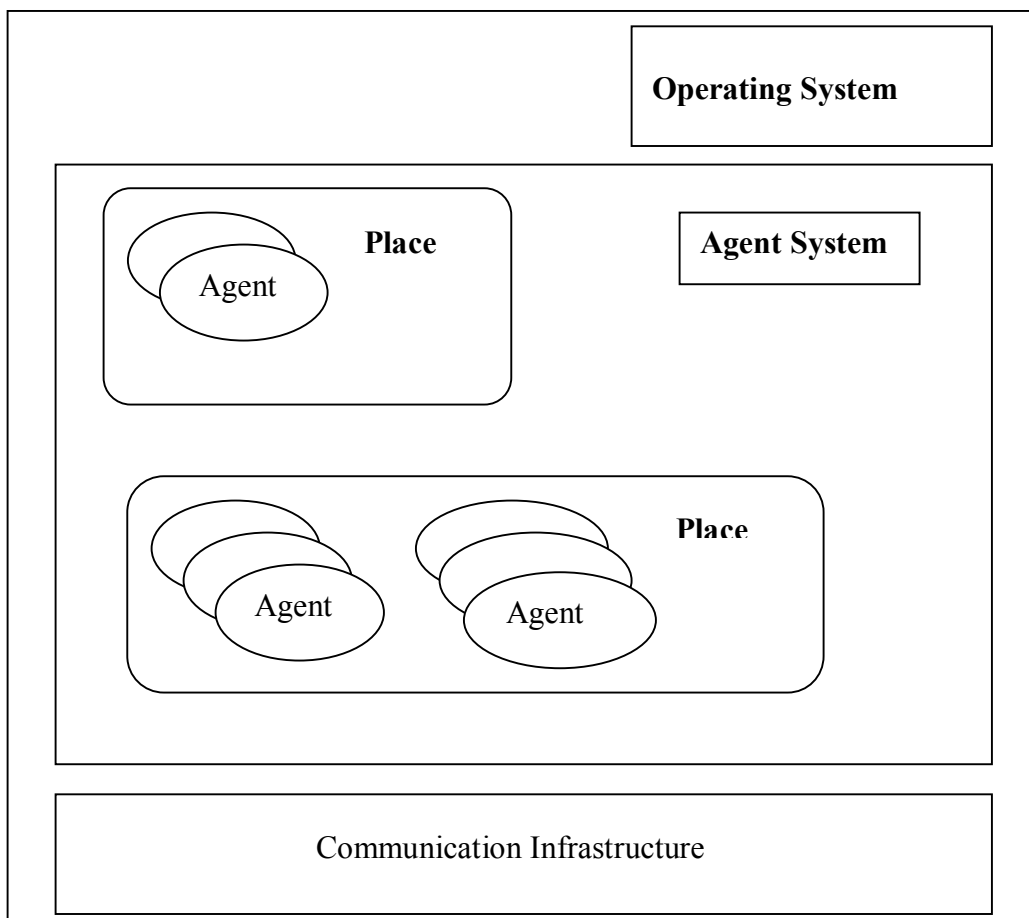 Operating System
Place
Agent System
Agent
Place
Agent
Agent
Communication Infrastructure